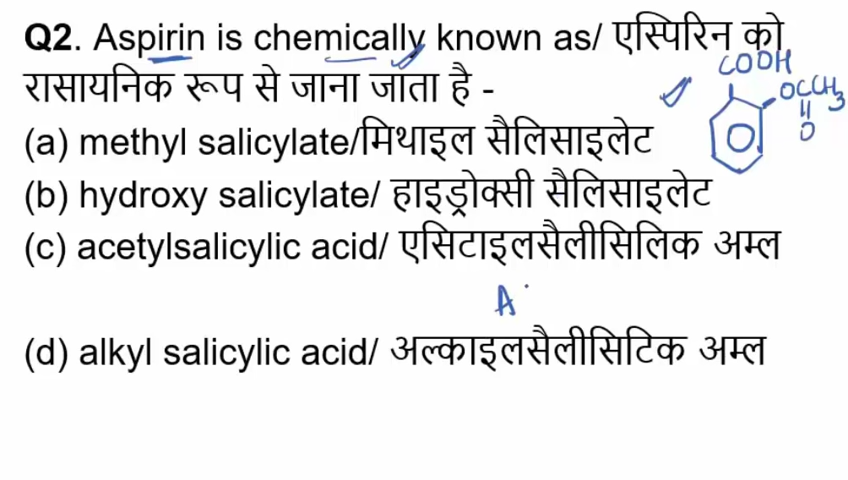 Q2. Aspirin is chemically known as/ एस्पिरिन को
रासायनिक रूप से जाना जाता है -
COOH
OCCH3
O
(a) methyl salicylate/मिथाइल सैलिसाइलेट
(b) hydroxy salicylate/ हाइड्रोक्सी सैलिसाइलेट
(c) acetylsalicylic acid/ एसिटाइलसैलीसिलिक अम्ल
A
(d) alkyl salicylic acid/ अल्काइलसैलीसिटिक अम्ल